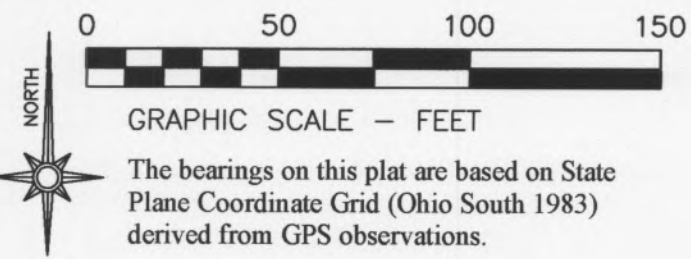 0 50 100 150
NORTH
GRAPHIC SCALE – FEET
The bearings on this plat are based on State
Plane Coordinate Grid (Ohio South 1983)
derived from GPS observations.